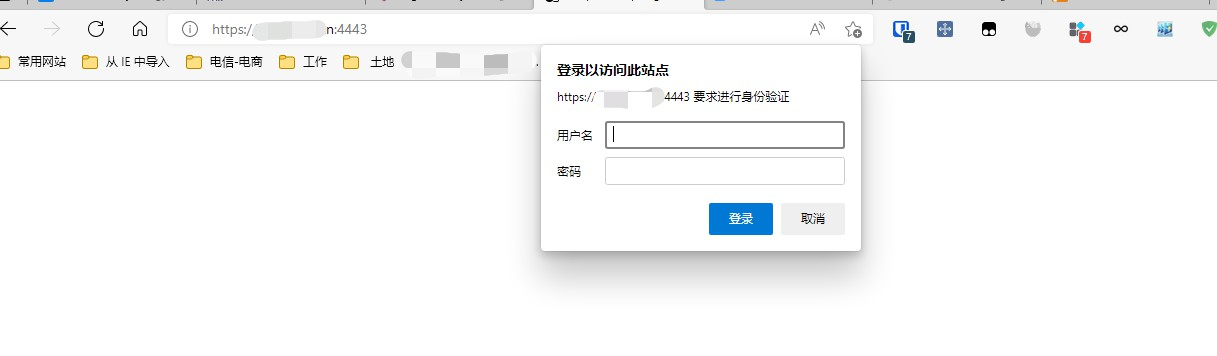 https://
n:4443
7
7
常用网站
从 IE 中导入
电信-电商
工作
土地
登录以访问此站点
https://
4443 要求进行身份验证
用户名
密码
登录
取消